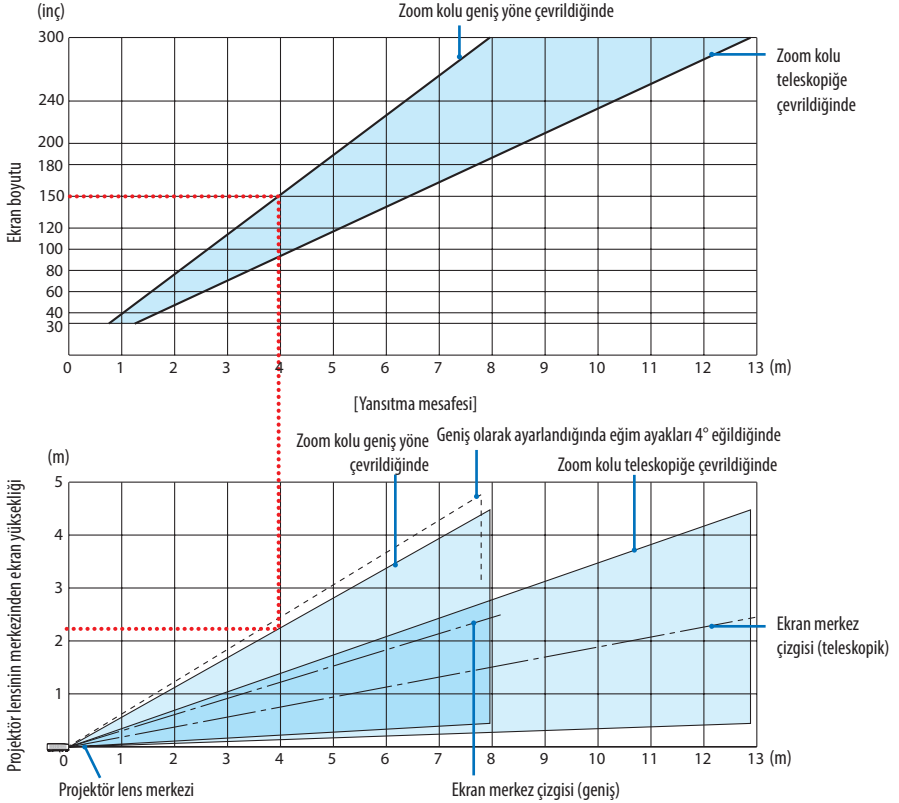 (inç)
Zoom kolu geniş yöne çevrildiğinde
300
240
200
180
150
120
100
80
60
40
30
Ekran boyutu
Zoom kolu
teleskopiğe
çevrildiğinde
0 1 2 3 4 5 6 7 8 9 10 11 12 13 (m)
[Yansıtma mesafesi]
Zoom kolu geniş yöne
çevrildiğinde
Geniş olarak ayarlandığında eğim ayakları 4° eğildiğinde
Zoom kolu teleskopiğe çevrildiğinde
(m)
5
4
3
2
1
Projektör lensinin merkezinden ekran yüksekliği
Ekran merkez
çizgisi (teleskopik)
0 1 2 3 4 5 6 7 8 9 10 11 12 13 (m)
Projektör lens merkezi
Ekran merkez çizgisi (geniş)